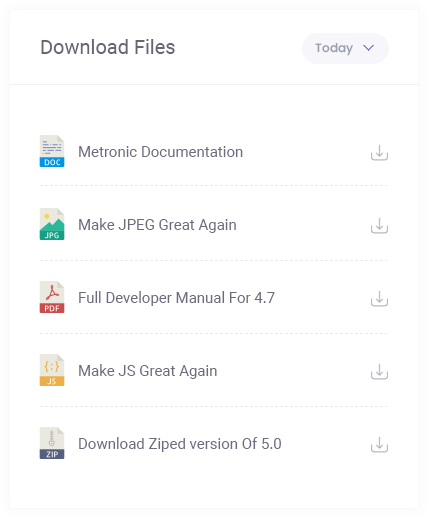 Download Files
Today
DOC
Metronic Documentation
JPG
Make JPEG Great Again
PDF
Full Developer Manual For 4.7
{;}
JS
Make JS Great Again
ZIP
Download Ziped version Of 5.0